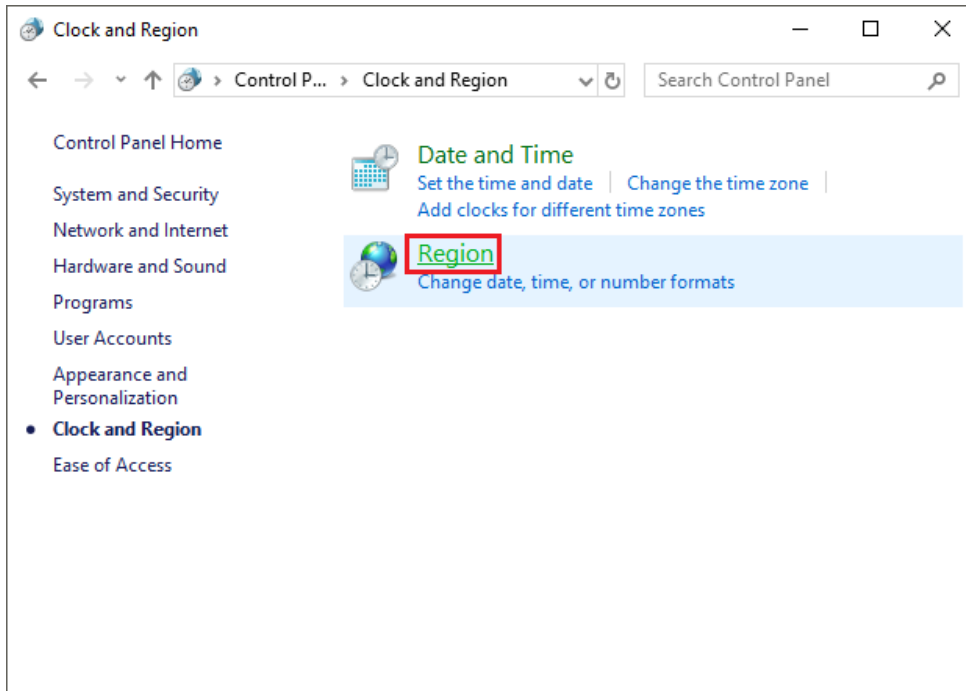 Clock and Region
Control P... > Clock and Region
Search Control Panel
Control Panel Home
System and Security
Network and Internet
Hardware and Sound
Programs
User Accounts
Appearance and
Personalization
Clock and Region
Ease of Access
Date and Time
Set the time and date
Change the time zone
Add clocks for different time zones
Region
Change date, time, or number formats